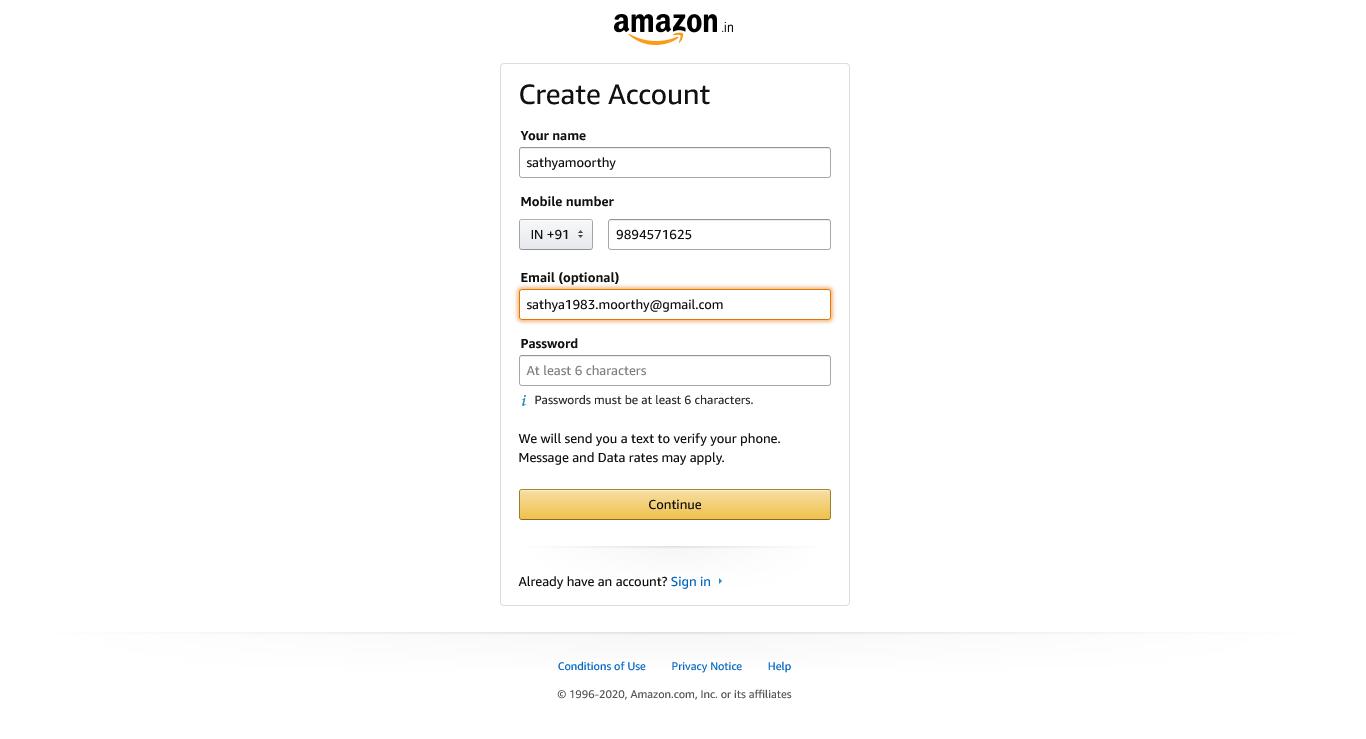 amazon.in
Create Account
Your name
sathyamoorthy
Mobile number
IN +91 9894571625
Email (optional)
sathya1983.moorthy@gmail.com
Password
At least 6 characters
i Passwords must be at least 6 characters.
We will send you a text to verify your phone.
Message and Data rates may apply.
Continue
Already have an account? Sign in
Conditions of Use Privacy Notice Help
© 1996-2020, Amazon.com, Inc. or its affiliates